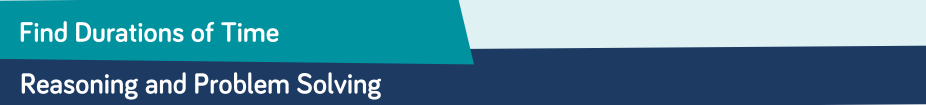 Find Durations of Time
Reasoning and Problem Solving